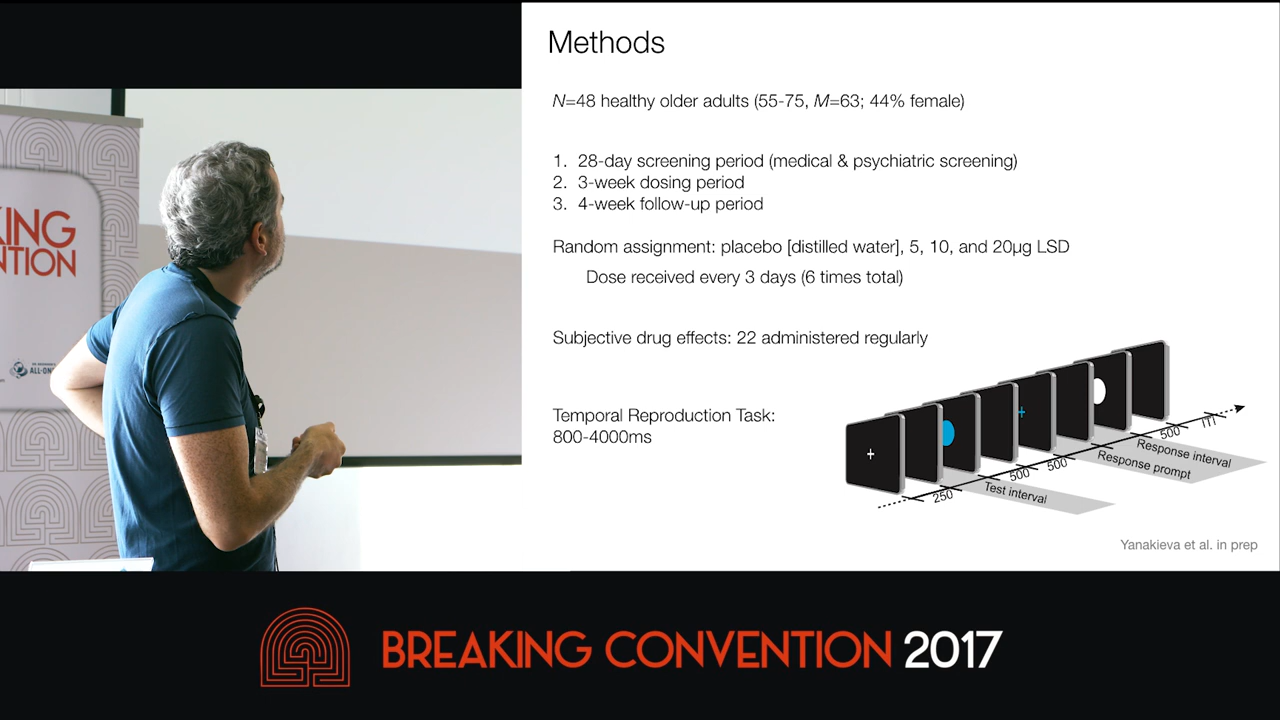 Methods
N=48 healthy older adults (55-75, M=63; 44% female)
1. 28-day screening period (medical & psychiatric screening)
2. 3-week dosing period
3. 4-week follow-up period
Random assignment: placebo [distilled water], 5, 10, and 20µg LSD
Dose received every 3 days (6 times total)
Subjective drug effects: 22 administered regularly
Temporal Reproduction Task:
800-4000ms
250
Test interval
500
500
Response prompt
Response interval
500
ITI
Yanakieva et al. in prep
KING
NTION
ALL-ON
BREAKING CONVENTION 2017